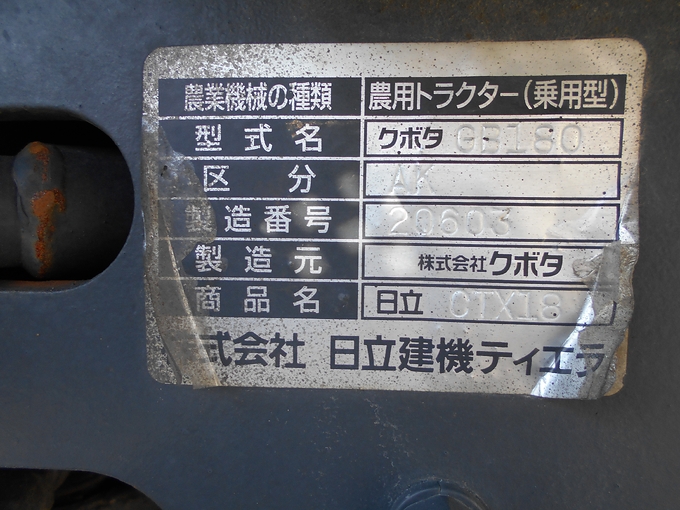 農業機械の種類 農用トラクター(乗用型)
型式名 クボタ GB180
区分 AK
製造番号 20603
製造元 株式会社クボタ
商品名 日立 CTX18
式会社 日立建機ティエラ